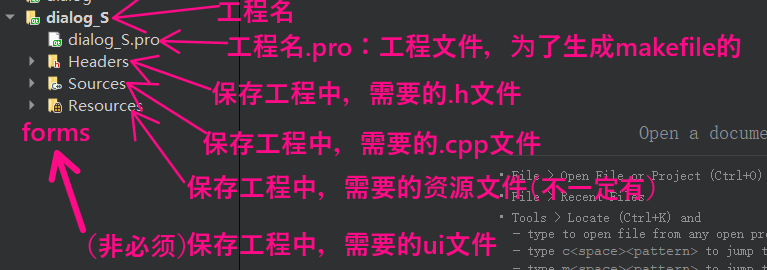 dialog_S
工程名
dialog_S.pro
工程名.pro：工程文件，为了生成makefile的
Headers
保存工程中，需要的.h文件
Sources
保存工程中，需要的.cpp文件
Resources
保存工程中，需要的资源文件(不一定有)
forms
(非必须)保存工程中，需要的ui文件
Open a docume
• File > Open File or Project (Ctrl+O)
• File > Recent Files
• Tools > Locate (Ctrl+K) and
- type to open file from any open pro
- type c<space><pattern> to jump t
- type m<space><pattern> to jump t